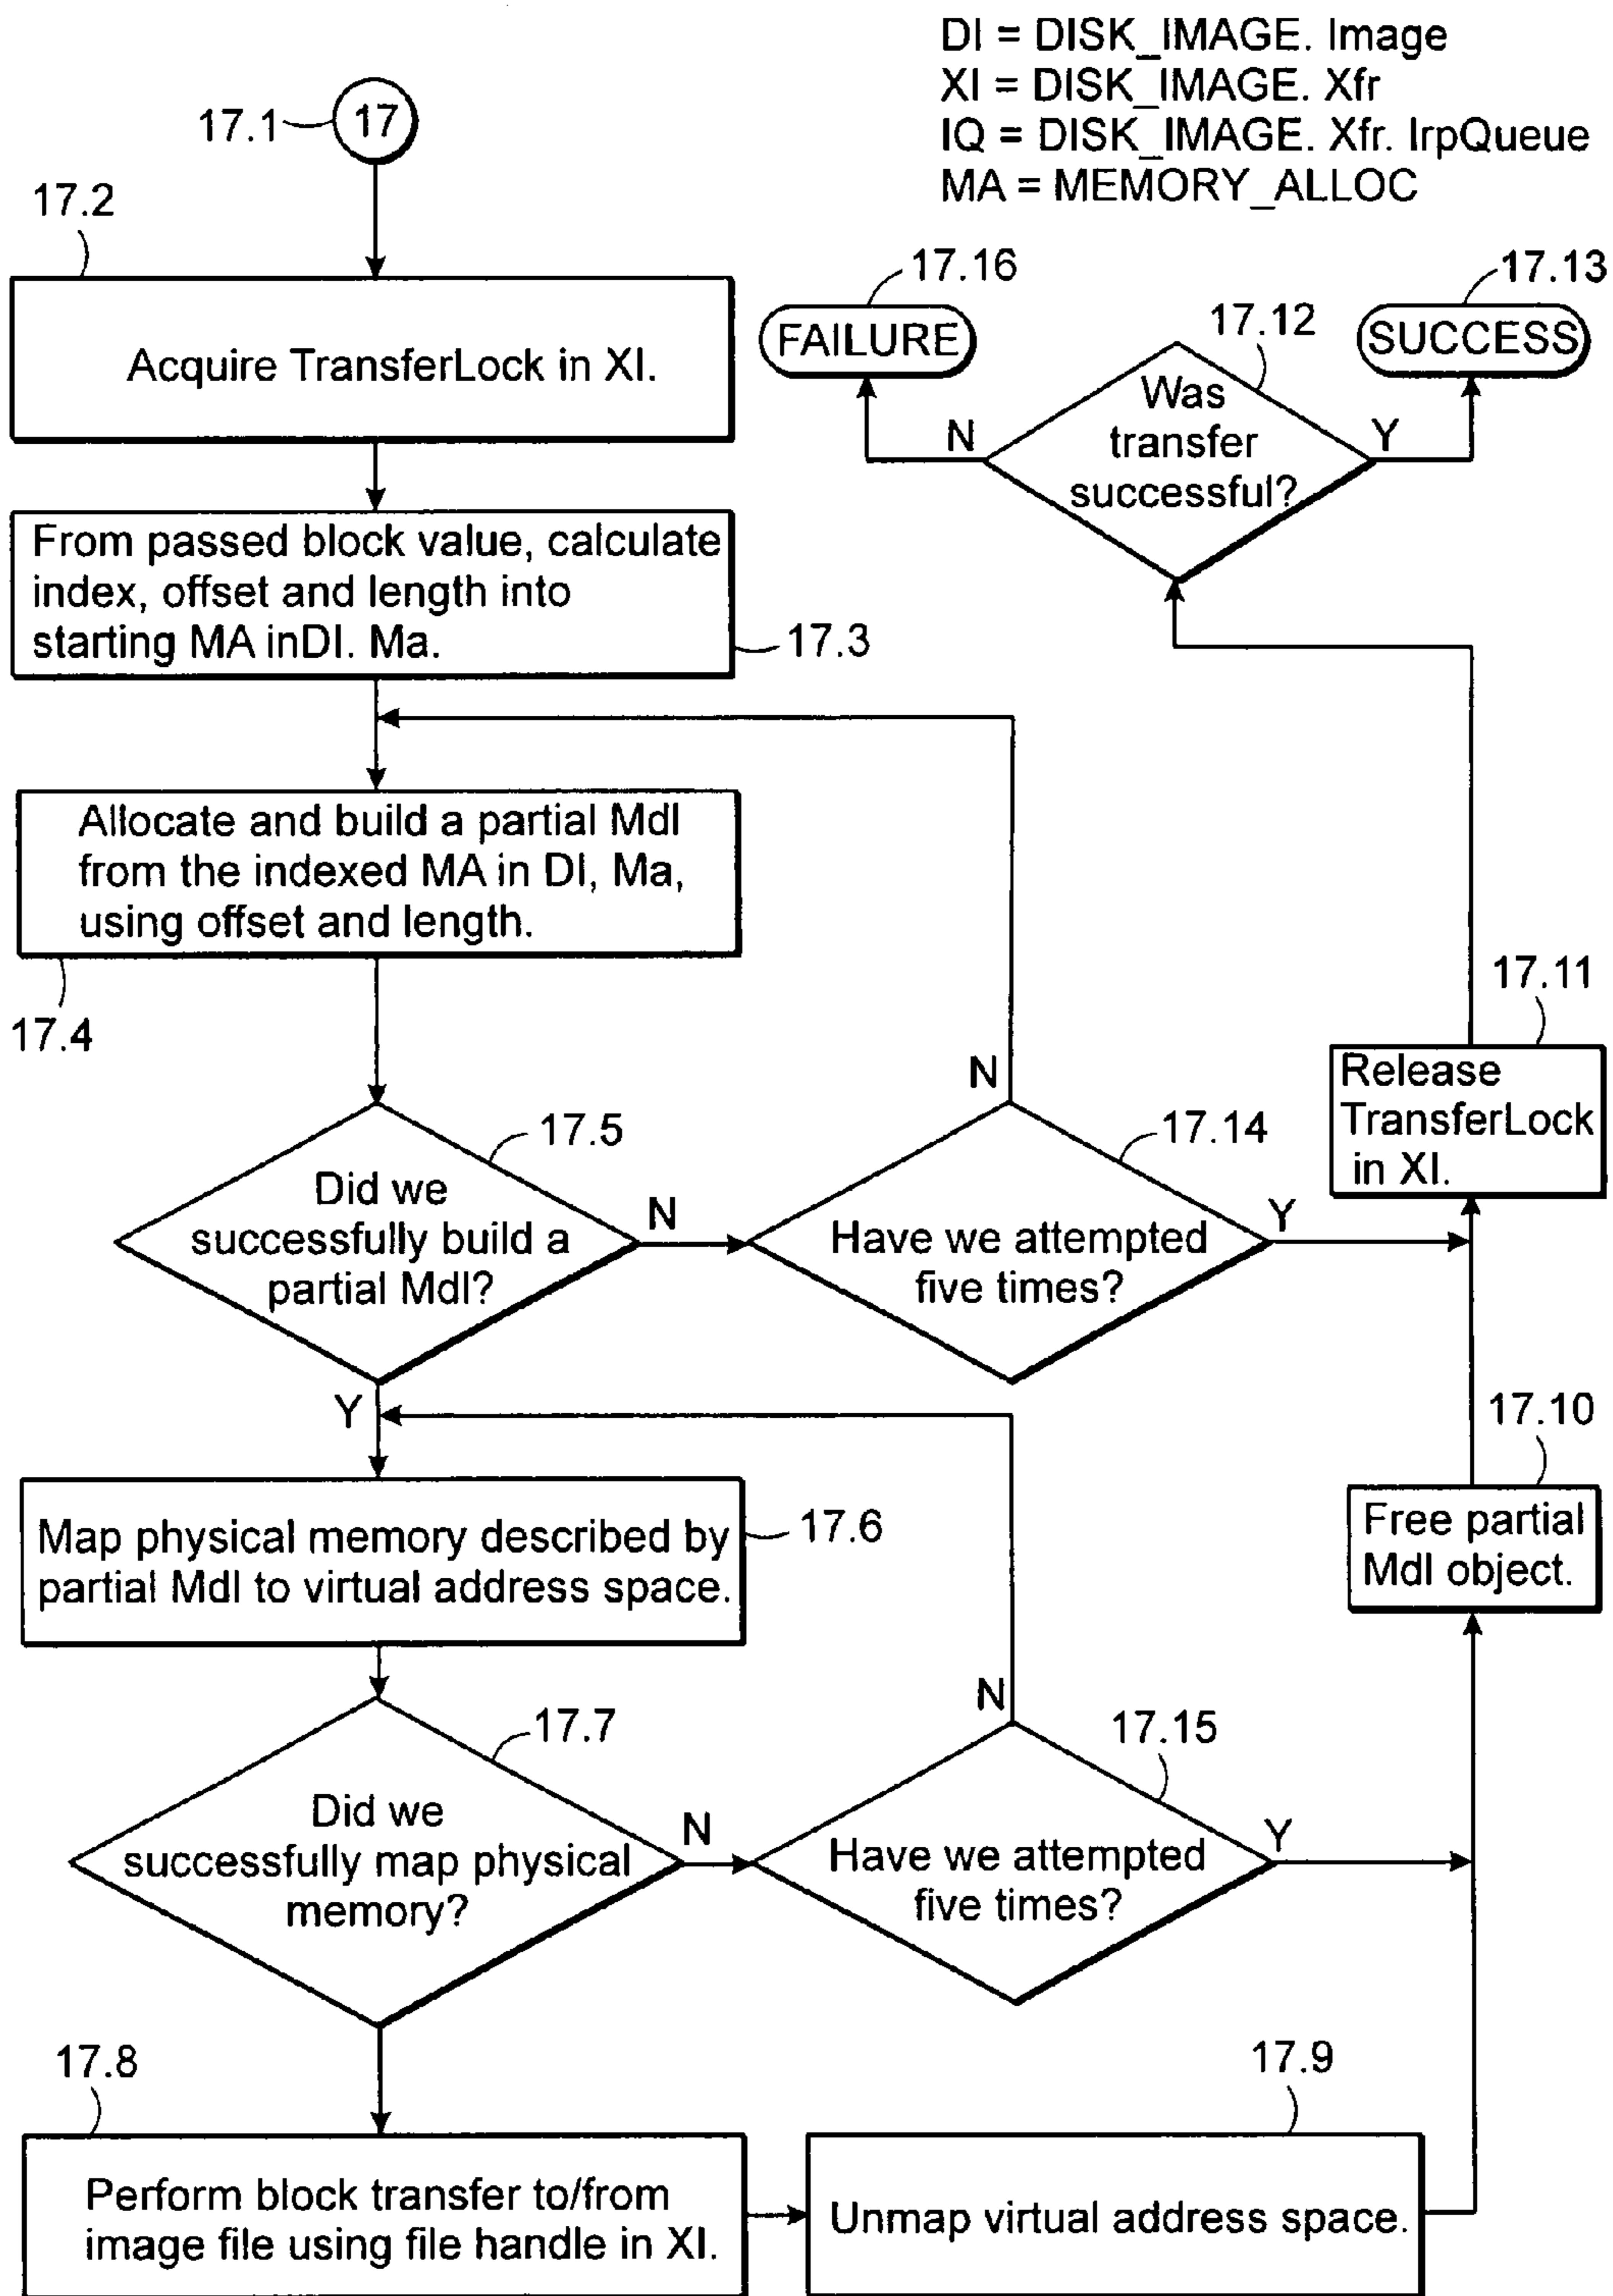 DI = DISK_IMAGE. Image
XI = DISK_IMAGE. Xfr
IQ = DISK_IMAGE. Xfr. IrpQueue
MA = MEMORY_ALLOC
17.1
17
17.2
Acquire TransferLock in XI.
17.16
FAILURE
17.13
SUCCESS
17.12
Was
transfer
successful?
N
Y
From passed block value, calculate
index, offset and length into
starting MA inDI. Ma.
17.3
Allocate and build a partial Mdl
from the indexed MA in DI, Ma,
using offset and length.
17.4
17.5
Did we
successfully build a
partial Mdl?
N
Y
N
17.14
Have we attempted
five times?
Y
17.11
Release
TransferLock
in XI.
17.10
Free partial
Mdl object.
Map physical memory described by
partial Mdl to virtual address space.
17.6
17.7
Did we
successfully map physical
memory?
N
N
17.15
Have we attempted
five times?
Y
17.8
Perform block transfer to/from
image file using file handle in XI.
17.9
Unmap virtual address space.